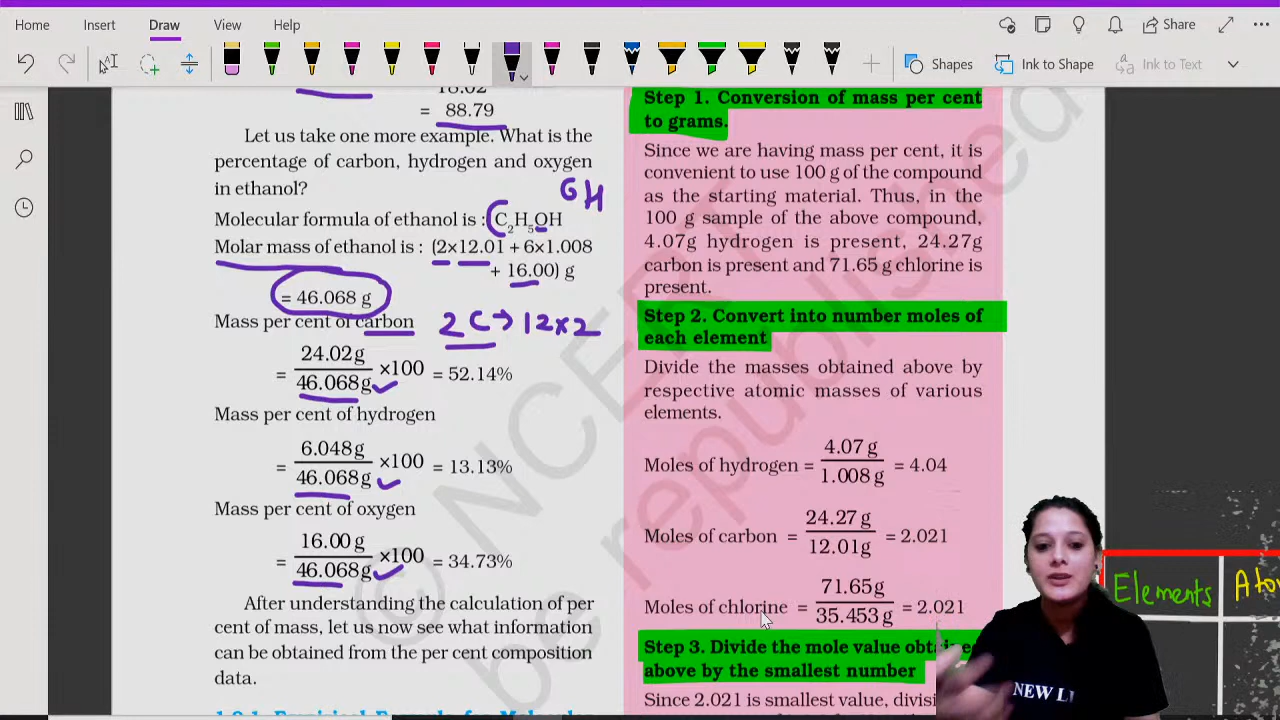 Home Insert Draw View Help Share
Shapes Ink to Shape Ink to Text
18.02
= 88.79
Let us take one more example. What is the
percentage of carbon, hydrogen and oxygen
in ethanol?
6H
Molecular formula of ethanol is : C₂H₅OH
Molar mass of ethanol is : (2×12.01 + 6×1.008
+ 16.00) g
= 46.068 g
Mass per cent of carbon
2C→12×2
= 24.02g / 46.068g ×100 = 52.14%
Mass per cent of hydrogen
= 6.048g / 46.068g ×100 = 13.13%
Mass per cent of oxygen
= 16.00g / 46.068g ×100 = 34.73%
After understanding the calculation of per
cent of mass, let us now see what information
can be obtained from the per cent composition
data.
Step 1. Conversion of mass per cent
to grams.
Since we are having mass per cent, it is
convenient to use 100 g of the compound
as the starting material. Thus, in the
100 g sample of the above compound,
4.07g hydrogen is present, 24.27g
carbon is present and 71.65 g chlorine is
present.
Step 2. Convert into number moles of
each element
Divide the masses obtained above by
respective atomic masses of various
elements.
Moles of hydrogen = 4.07 g / 1.008 g = 4.04
Moles of carbon = 24.27 g / 12.01g = 2.021
Moles of chlorine = 71.65g / 35.453 g = 2.021
Step 3. Divide the mole value
above by the smallest number
Since 2.021 is smallest value,
© NCERT
be republished
Elements
NEW